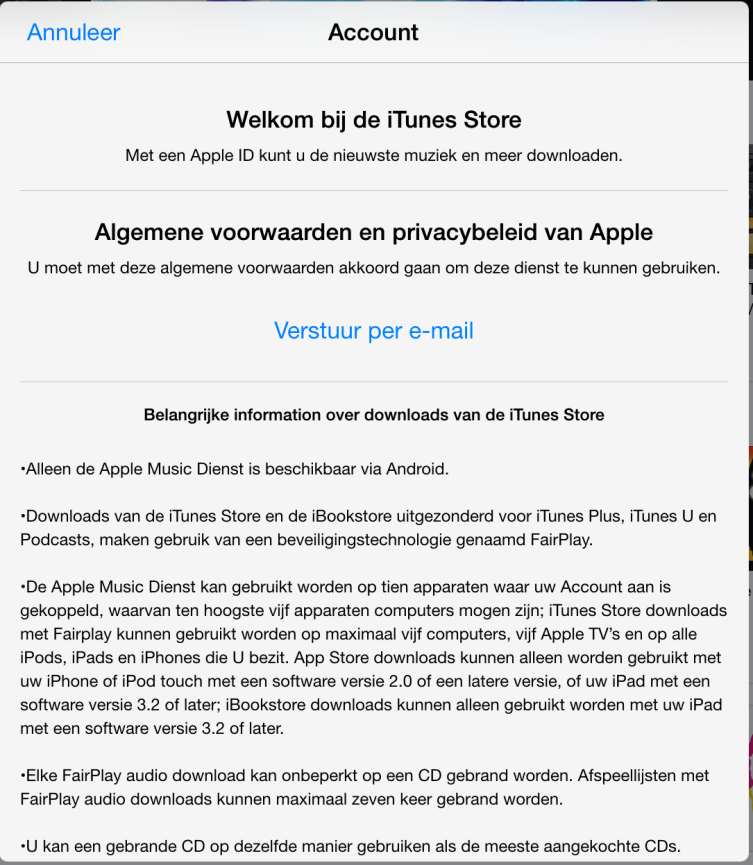 Annuleer
Account
Welkom bij de iTunes Store
Met een Apple ID kunt u de nieuwste muziek en meer downloaden.
Algemene voorwaarden en privacybeleid van Apple
U moet met deze algemene voorwaarden akkoord gaan om deze dienst te kunnen gebruiken.
Verstuur per e-mail
Belangrijke information over downloads van de iTunes Store
•Alleen de Apple Music Dienst is beschikbaar via Android.
•Downloads van de iTunes Store en de iBookstore uitgezonderd voor iTunes Plus, iTunes U en
Podcasts, maken gebruik van een beveiligingstechnologie genaamd FairPlay.
•De Apple Music Dienst kan gebruikt worden op tien apparaten waar uw Account aan is
gekoppeld, waarvan ten hoogste vijf apparaten computers mogen zijn; iTunes Store downloads
met Fairplay kunnen gebruikt worden op maximaal vijf computers, vijf Apple TV's en op alle
iPods, iPads en iPhones die U bezit. App Store downloads kunnen alleen worden gebruikt met
uw iPhone of iPod touch met een software versie 2.0 of een latere versie, of uw iPad met een
software versie 3.2 of later; iBookstore downloads kunnen alleen gebruikt worden met uw iPad
met een software versie 3.2 of later.
•Elke FairPlay audio download kan onbeperkt op een CD gebrand worden. Afspeellijsten met
FairPlay audio downloads kunnen maximaal zeven keer gebrand worden.
•U kan een gebrande CD op dezelfde manier gebruiken als de meeste aangekochte CDs.